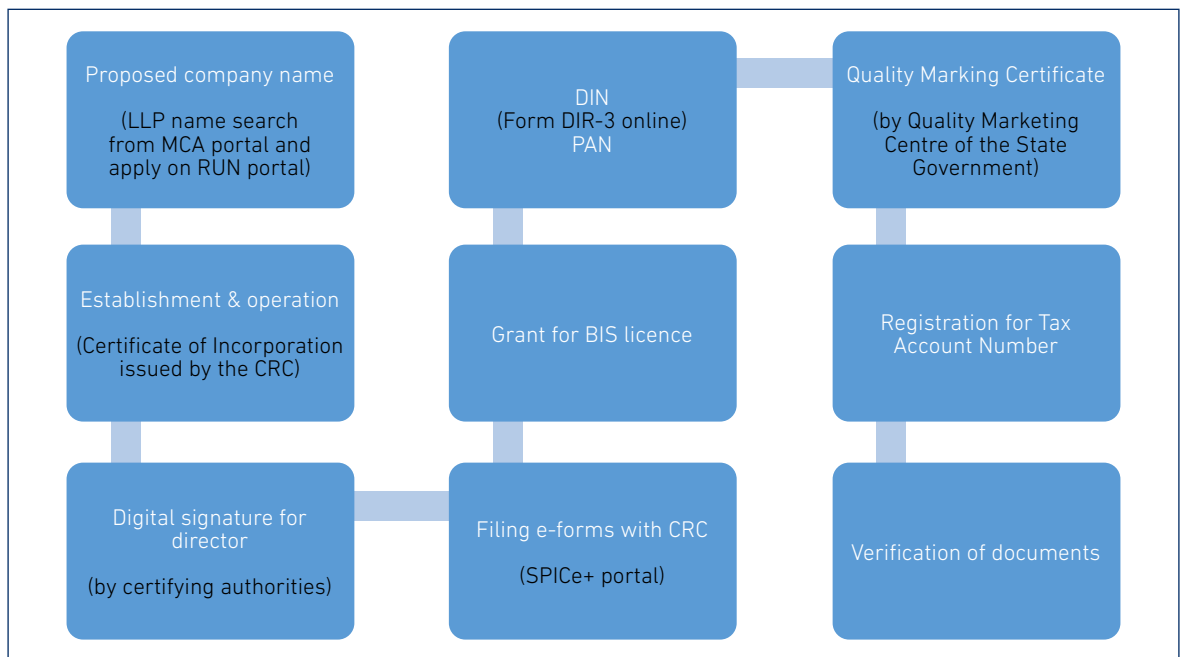 Proposed company name
(LLP name search
from MCA portal and
apply on RUN portal)
Establishment & operation
(Certificate of Incorporation
issued by the CRC)
Digital signature for
director
(by certifying authorities)
Filing e-forms with CRC
(SPICe+ portal)
Grant for BIS licence
DIN
(Form DIR-3 online)
PAN
Quality Marking Certificate
(by Quality Marketing
Centre of the State
Government)
Registration for Tax
Account Number
Verification of documents